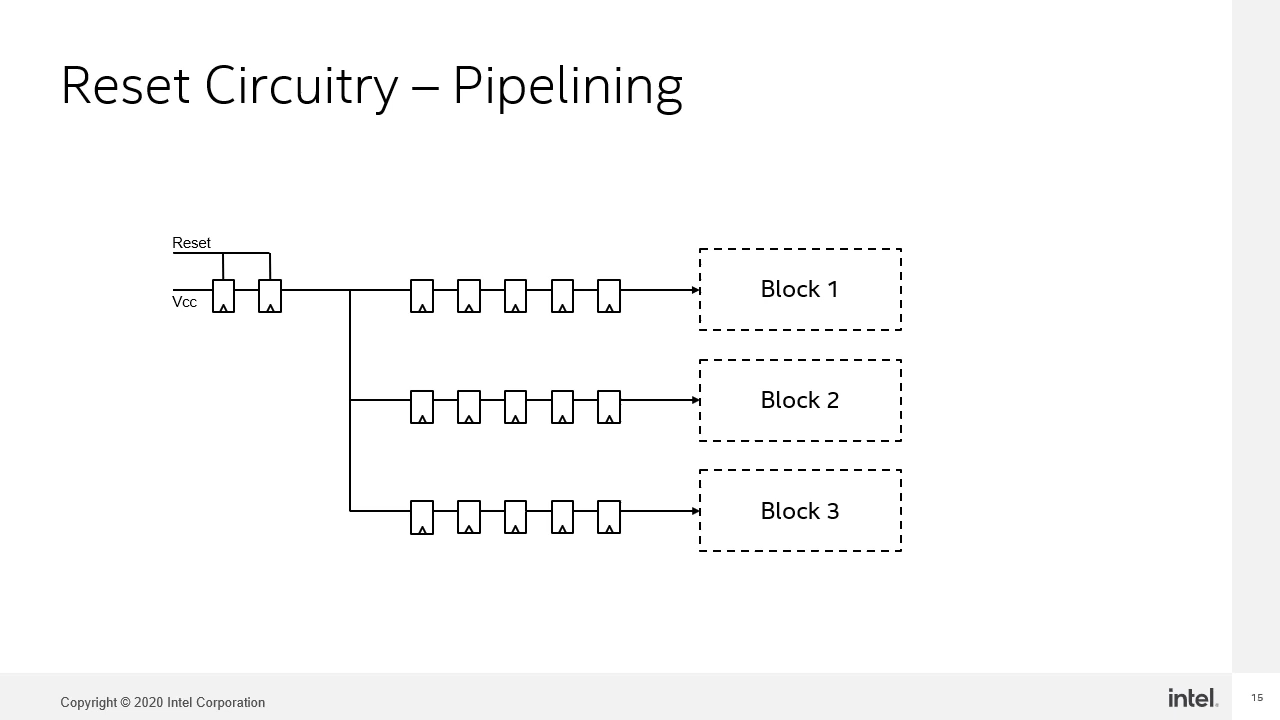 Reset Circuitry – Pipelining
Reset
Vcc
Block 1
Block 2
Block 3
Copyright © 2020 Intel Corporation
intel.
15